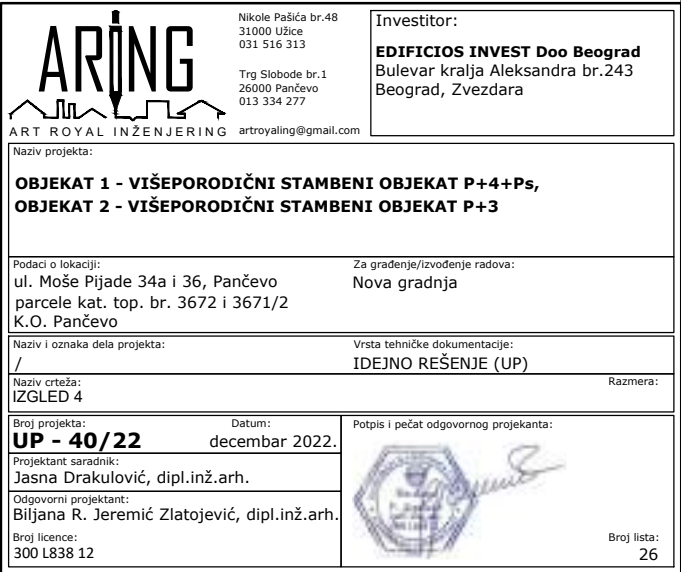 ARING
ART ROYAL INŽENJERING
Nikole Pašića br.48
31000 Užice
031 516 313
Trg Slobode br.1
26000 Pančevo
013 334 277
artroyaling@gmail.com
Investitor:
EDIFICIOS INVEST Doo Beograd
Bulevar kralja Aleksandra br.243
Beograd, Zvezdara
Naziv projekta:
OBJEKAT 1 - VIŠEPORODIČNI STAMBENI OBJEKAT P+4+Ps,
OBJEKAT 2 - VIŠEPORODIČNI STAMBENI OBJEKAT P+3
Podaci o lokaciji:
ul. Moše Pijade 34a i 36, Pančevo
parcele kat. top. br. 3672 i 3671/2
K.O. Pančevo
Za građenje/izvođenje radova:
Nova gradnja
Naziv i oznaka dela projekta:
/
Vrsta tehničke dokumentacije:
IDEJNO REŠENJE (UP)
Naziv crteža:
IZGLED 4
Razmera:
Broj projekta:
UP - 40/22
Datum:
decembar 2022.
Projektant saradnik:
Jasna Drakulović, dipl.inž.arh.
Odgovorni projektant:
Biljana R. Jeremić Zlatojević, dipl.inž.arh.
Broj licence:
300 L838 12
Potpis i pečat odgovornog projekanta:
Broj lista:
26